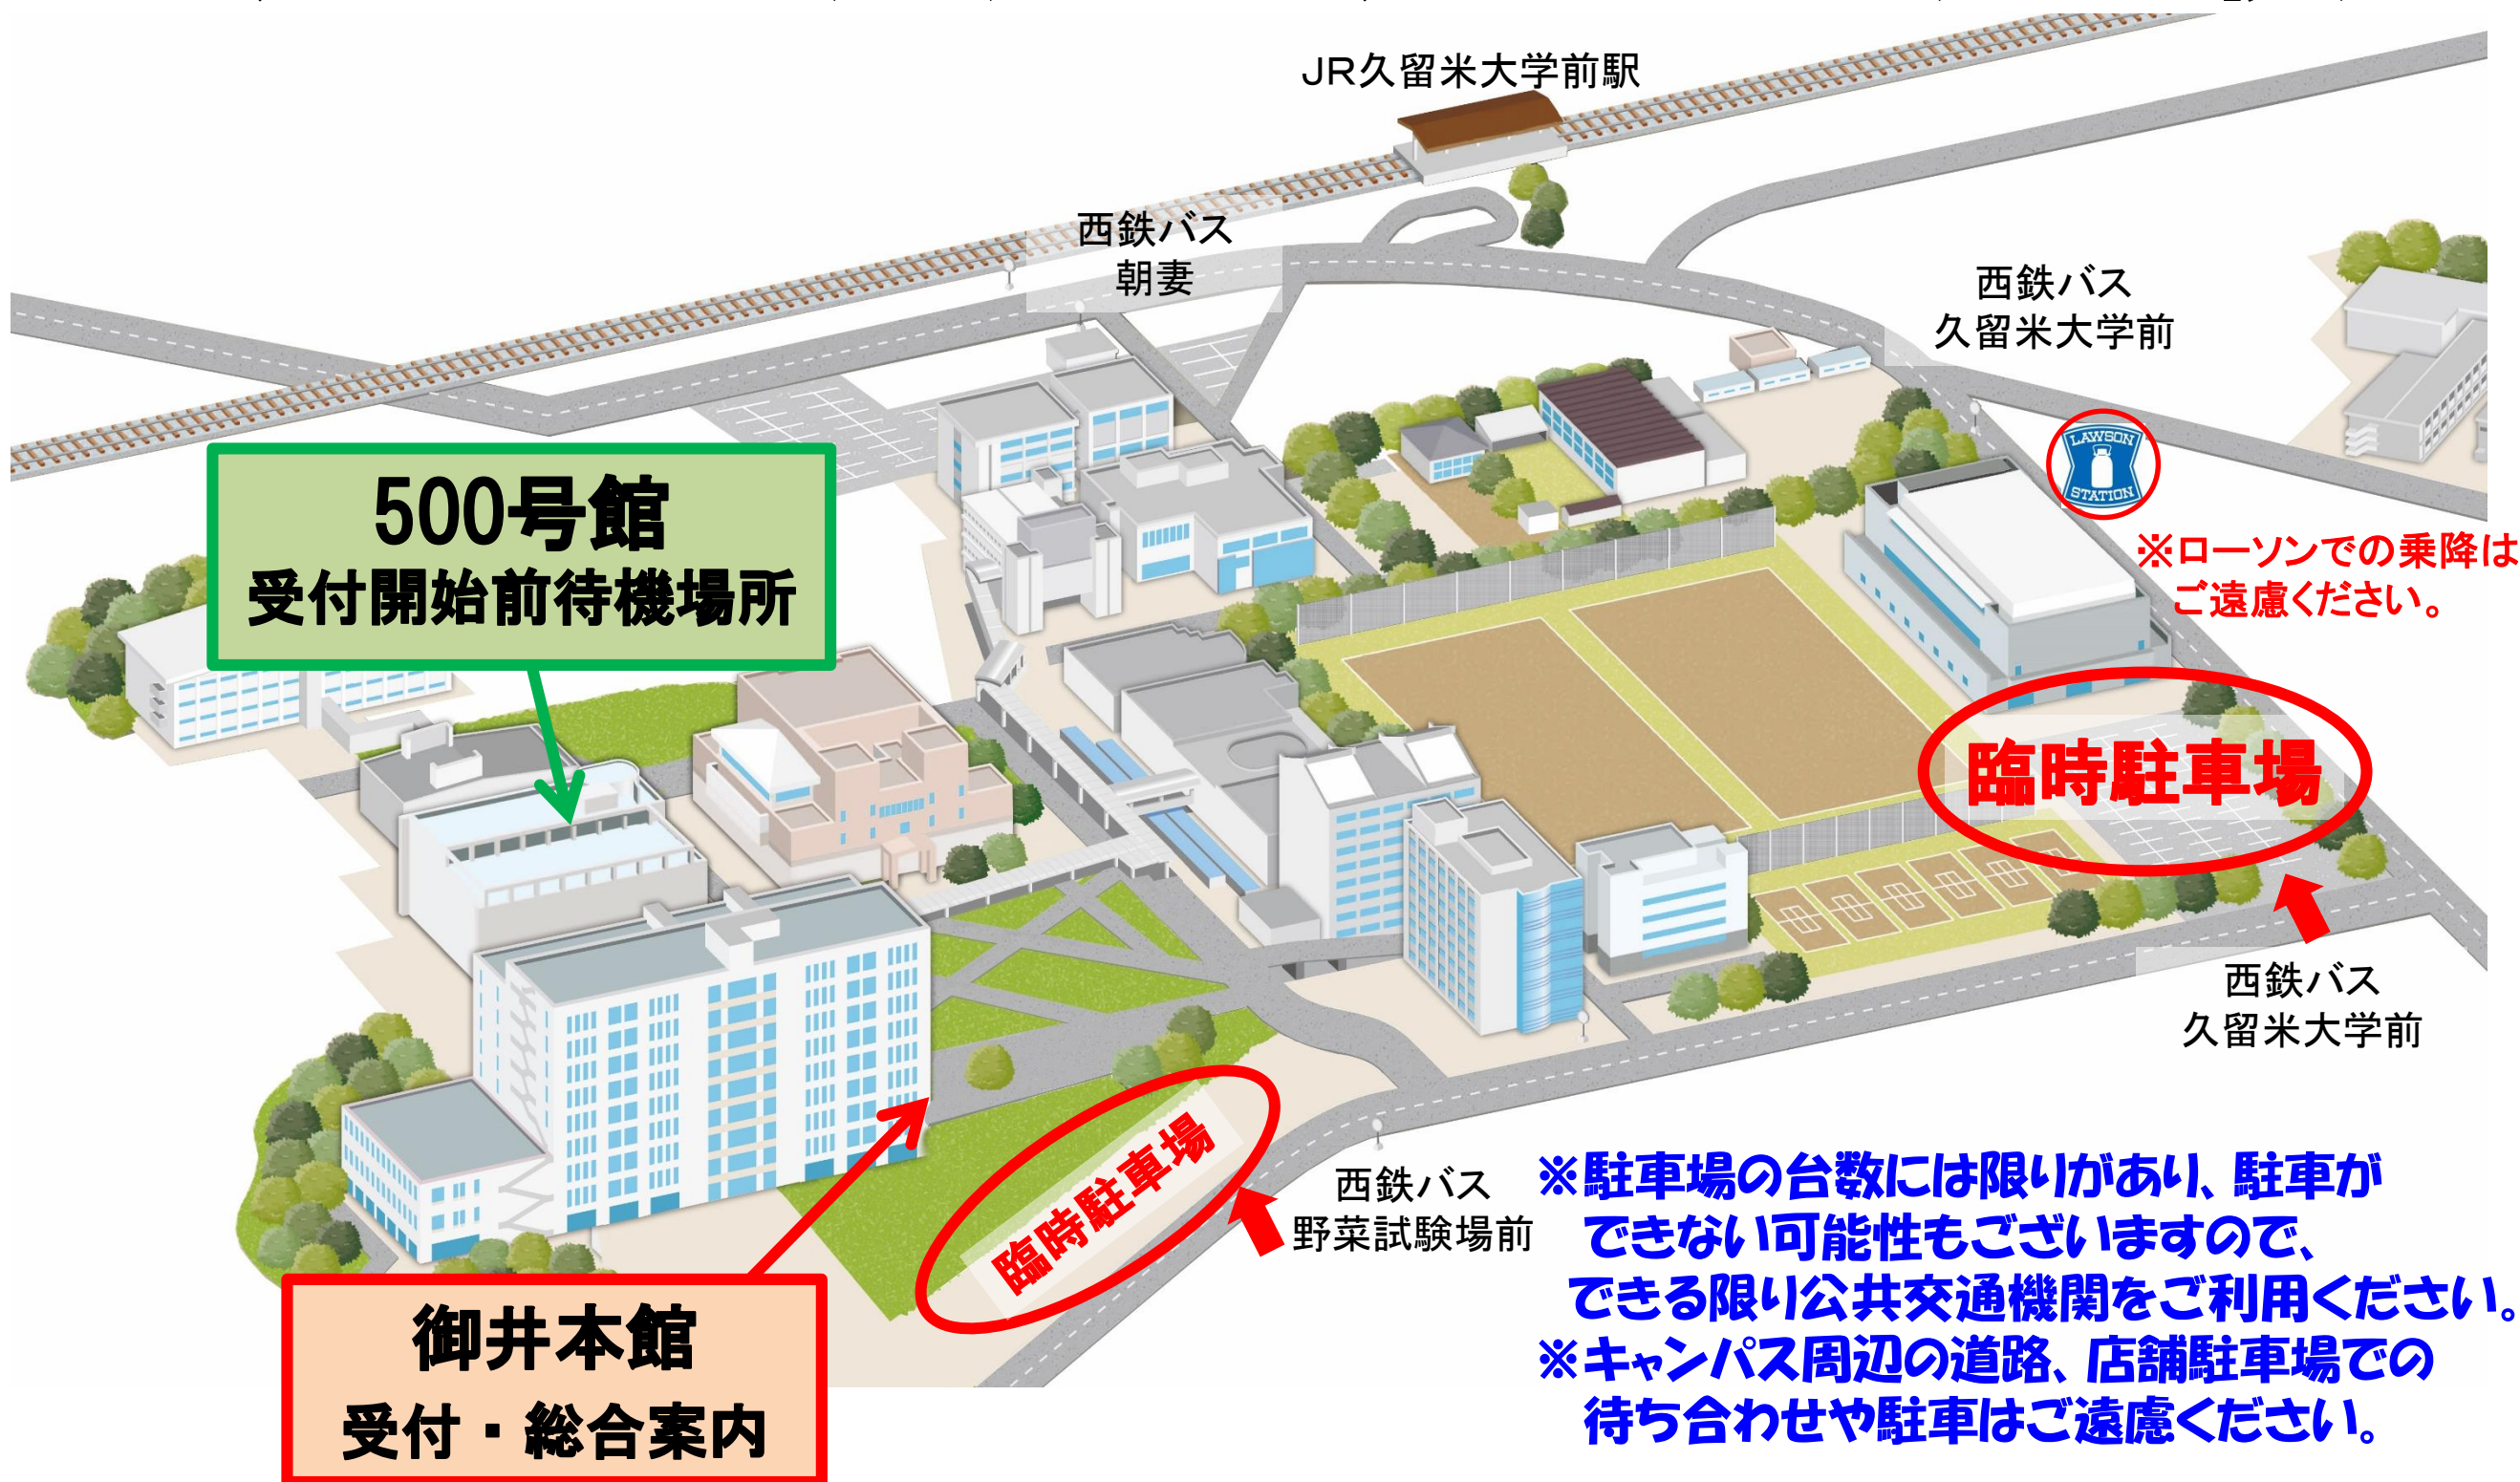 JR久留米大学前駅
西鉄バス
朝妻
西鉄バス
久留米大学前
LAWSON
STATION
※ローソンでの乗降は
ご遠慮ください。
500号館
受付開始前待機場所
臨時駐車場
西鉄バス
久留米大学前
臨時駐車場
西鉄バス
野菜試験場前
御井本館
受付・総合案内
※駐車場の台数には限りがあり、駐車が
できない可能性もございますので、
できる限り公共交通機関をご利用ください。
※キャンパス周辺の道路、店舗駐車場での
待ち合わせや駐車はご遠慮ください。